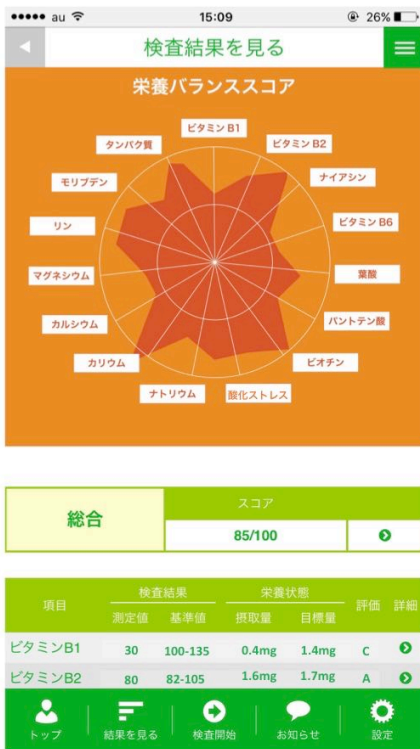 au 15:09 26%
検査結果を見る
栄養バランススコア
ビタミン B1
タンパク質
ビタミン B2
モリブデン
ナイアシン
リン
ビタミン B6
マグネシウム
葉酸
カルシウム
パントテン酸
カリウム
ビオチン
ナトリウム
酸化ストレス
総合
スコア
85/100
項目 検査結果 栄養状態 評価 詳細
測定値 基準値 摂取量 目標量
ビタミンB1 30 100-135 0.4mg 1.4mg C
ビタミンB2 80 82-105 1.6mg 1.7mg A
トップ 結果を見る 検査開始 お知らせ 設定